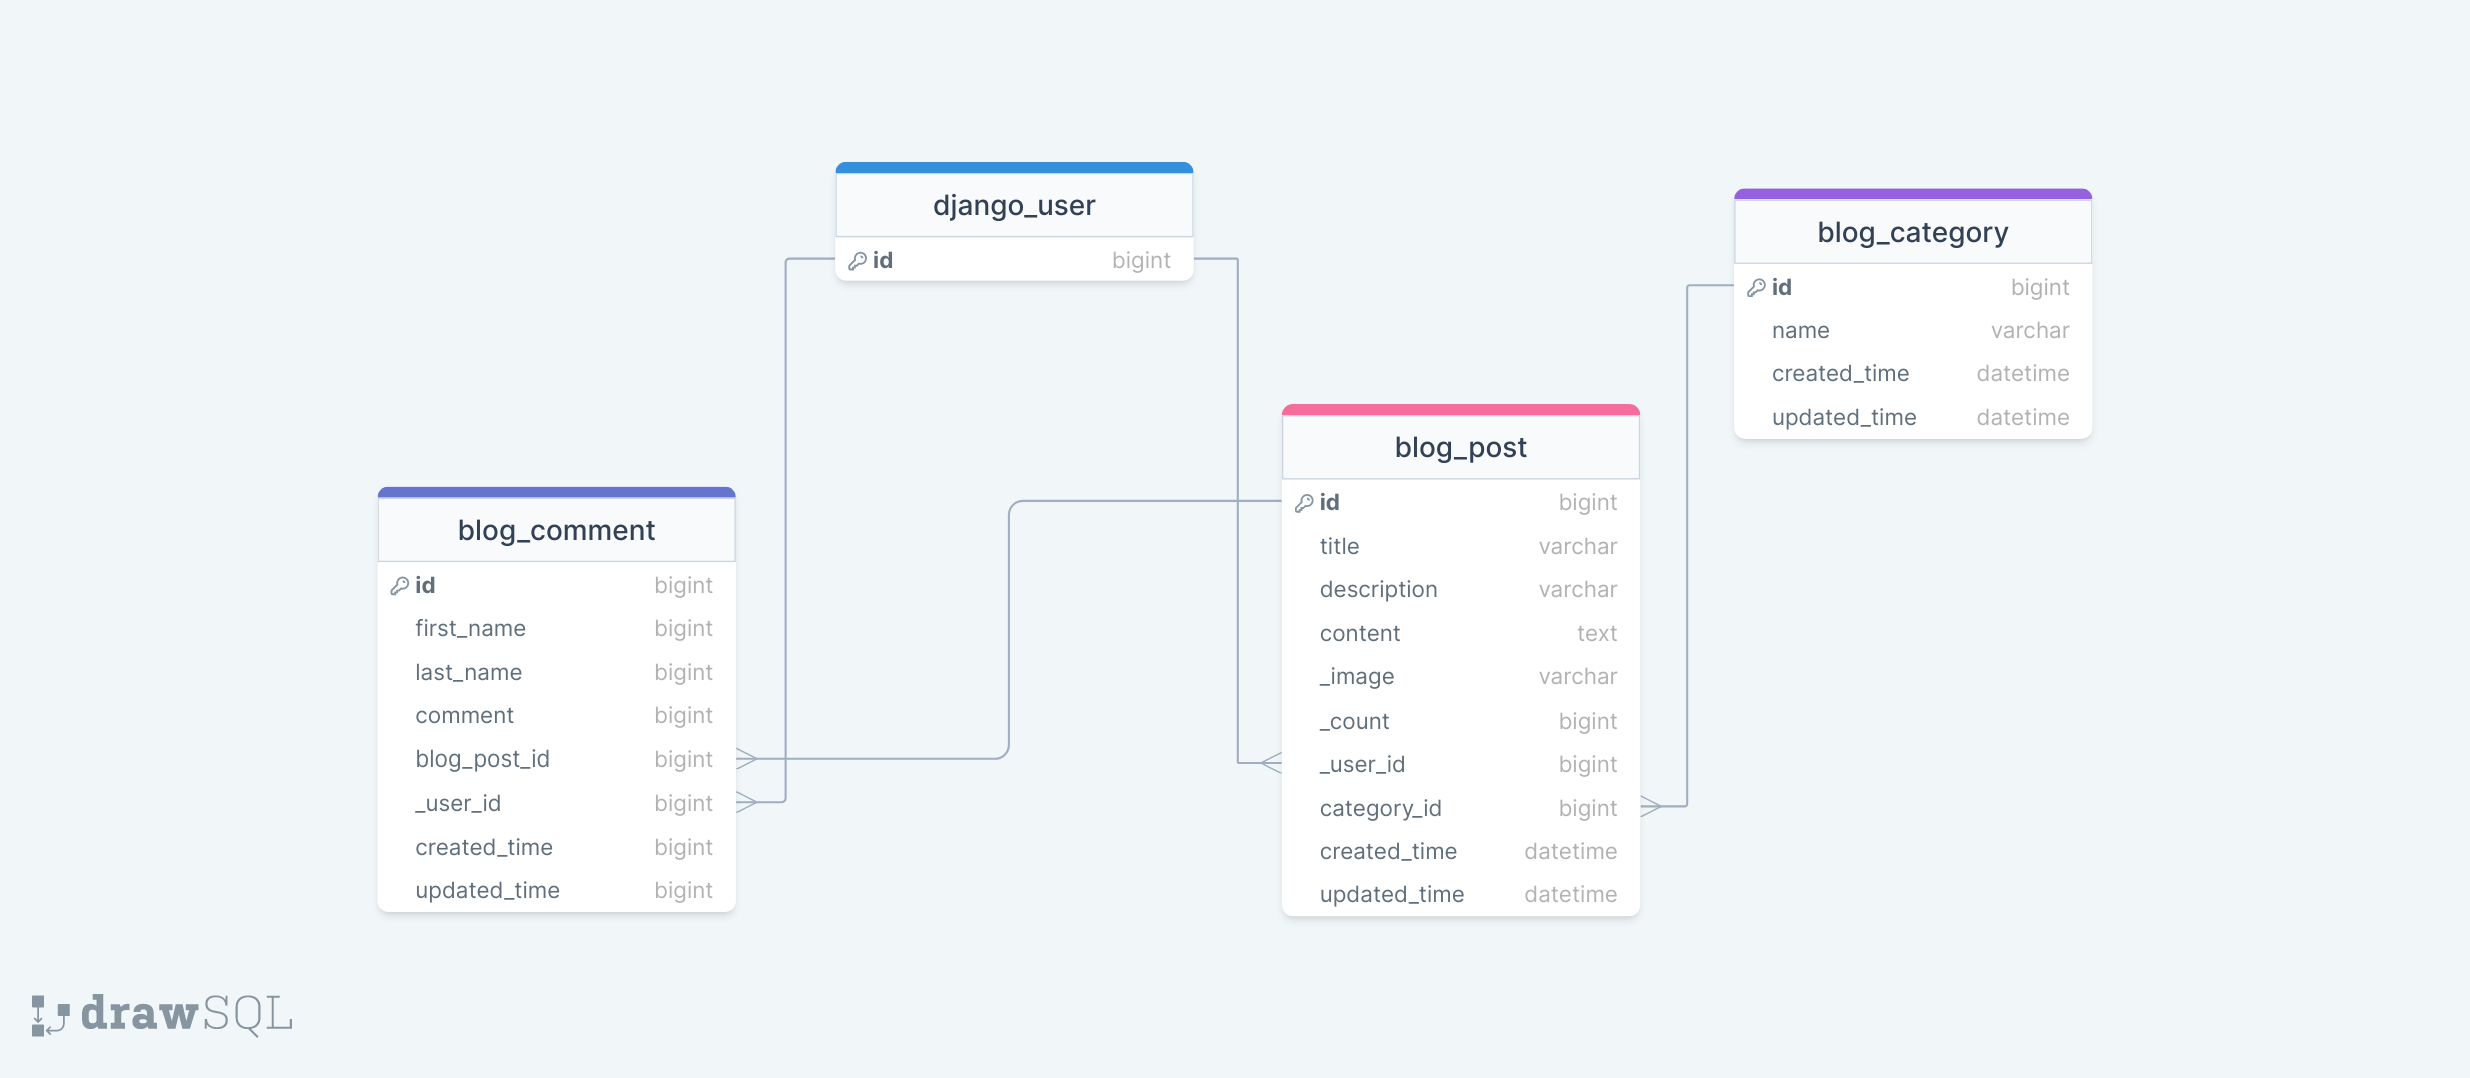 django_user
id bigint
blog_category
id bigint
name varchar
created_time datetime
updated_time datetime
blog_post
id bigint
title varchar
description varchar
content text
_image varchar
_count bigint
_user_id bigint
category_id bigint
created_time datetime
updated_time datetime
blog_comment
id bigint
first_name bigint
last_name bigint
comment bigint
blog_post_id bigint
_user_id bigint
created_time bigint
updated_time bigint
drawSQL